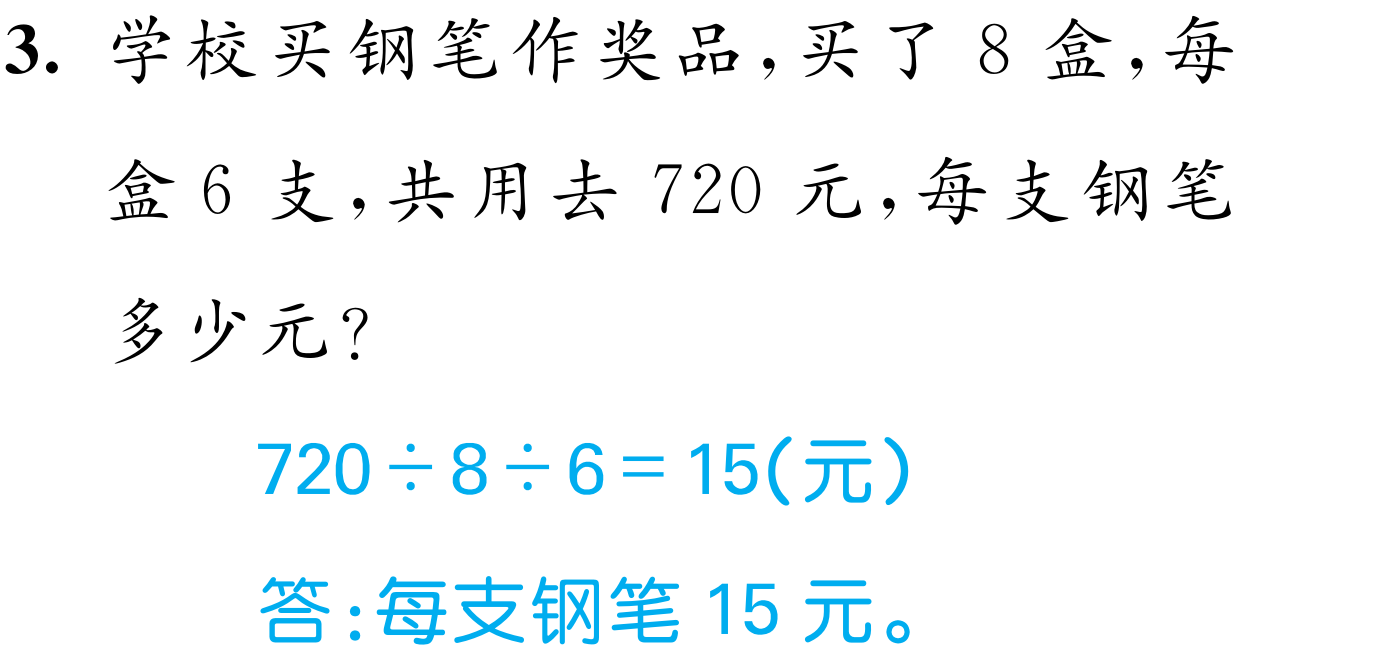 3. 学校买钢笔作奖品,买了 8 盒,每
盒 6 支,共用去 720 元,每支钢笔
多少元?
720÷8÷6=15(元)
答:每支钢笔 15 元。